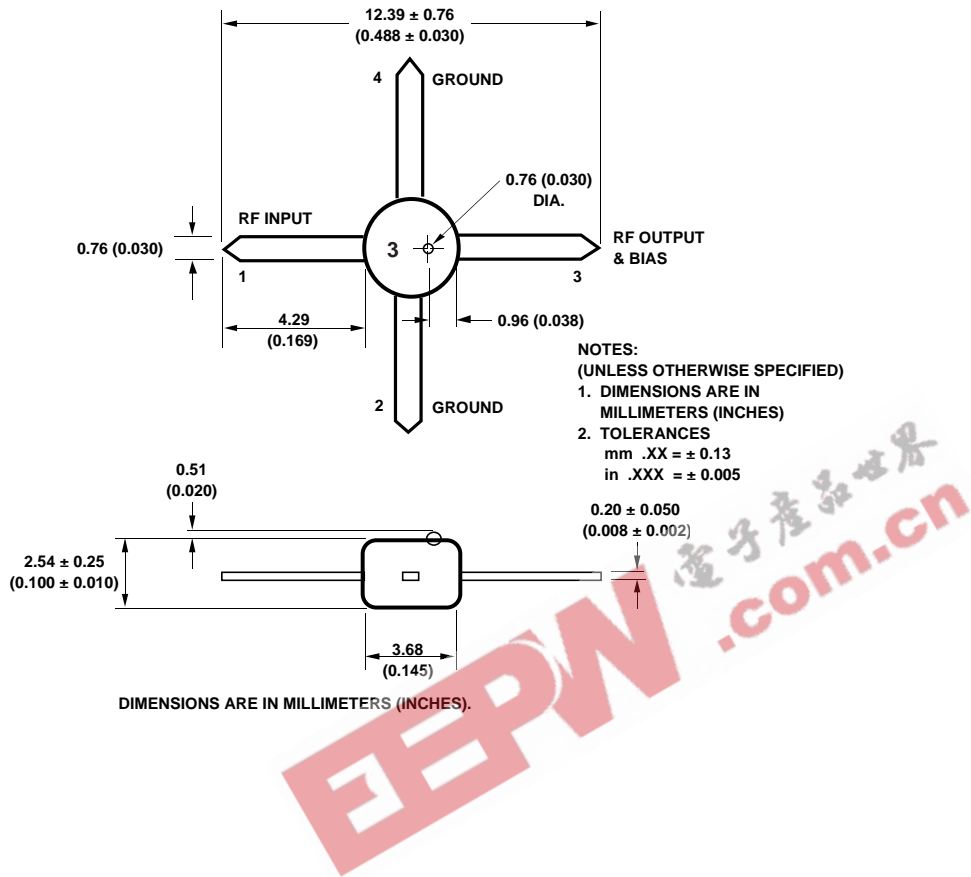 12.39 ± 0.76
(0.488 ± 0.030)
4
GROUND
0.76 (0.030)
DIA.
RF INPUT
0.76 (0.030)
3
RF OUTPUT
& BIAS
1
3
4.29
(0.169)
0.96 (0.038)
NOTES:
(UNLESS OTHERWISE SPECIFIED)
1. DIMENSIONS ARE IN
MILLIMETERS (INCHES)
2. TOLERANCES
mm .XX = ± 0.13
in .XXX = ± 0.005
2
GROUND
0.51
(0.020)
0.20 ± 0.050
(0.008 ± 0.002)
2.54 ± 0.25
(0.100 ± 0.010)
3.68
(0.145)
DIMENSIONS ARE IN MILLIMETERS (INCHES).
電子產品世界
EEPW
.com.cn